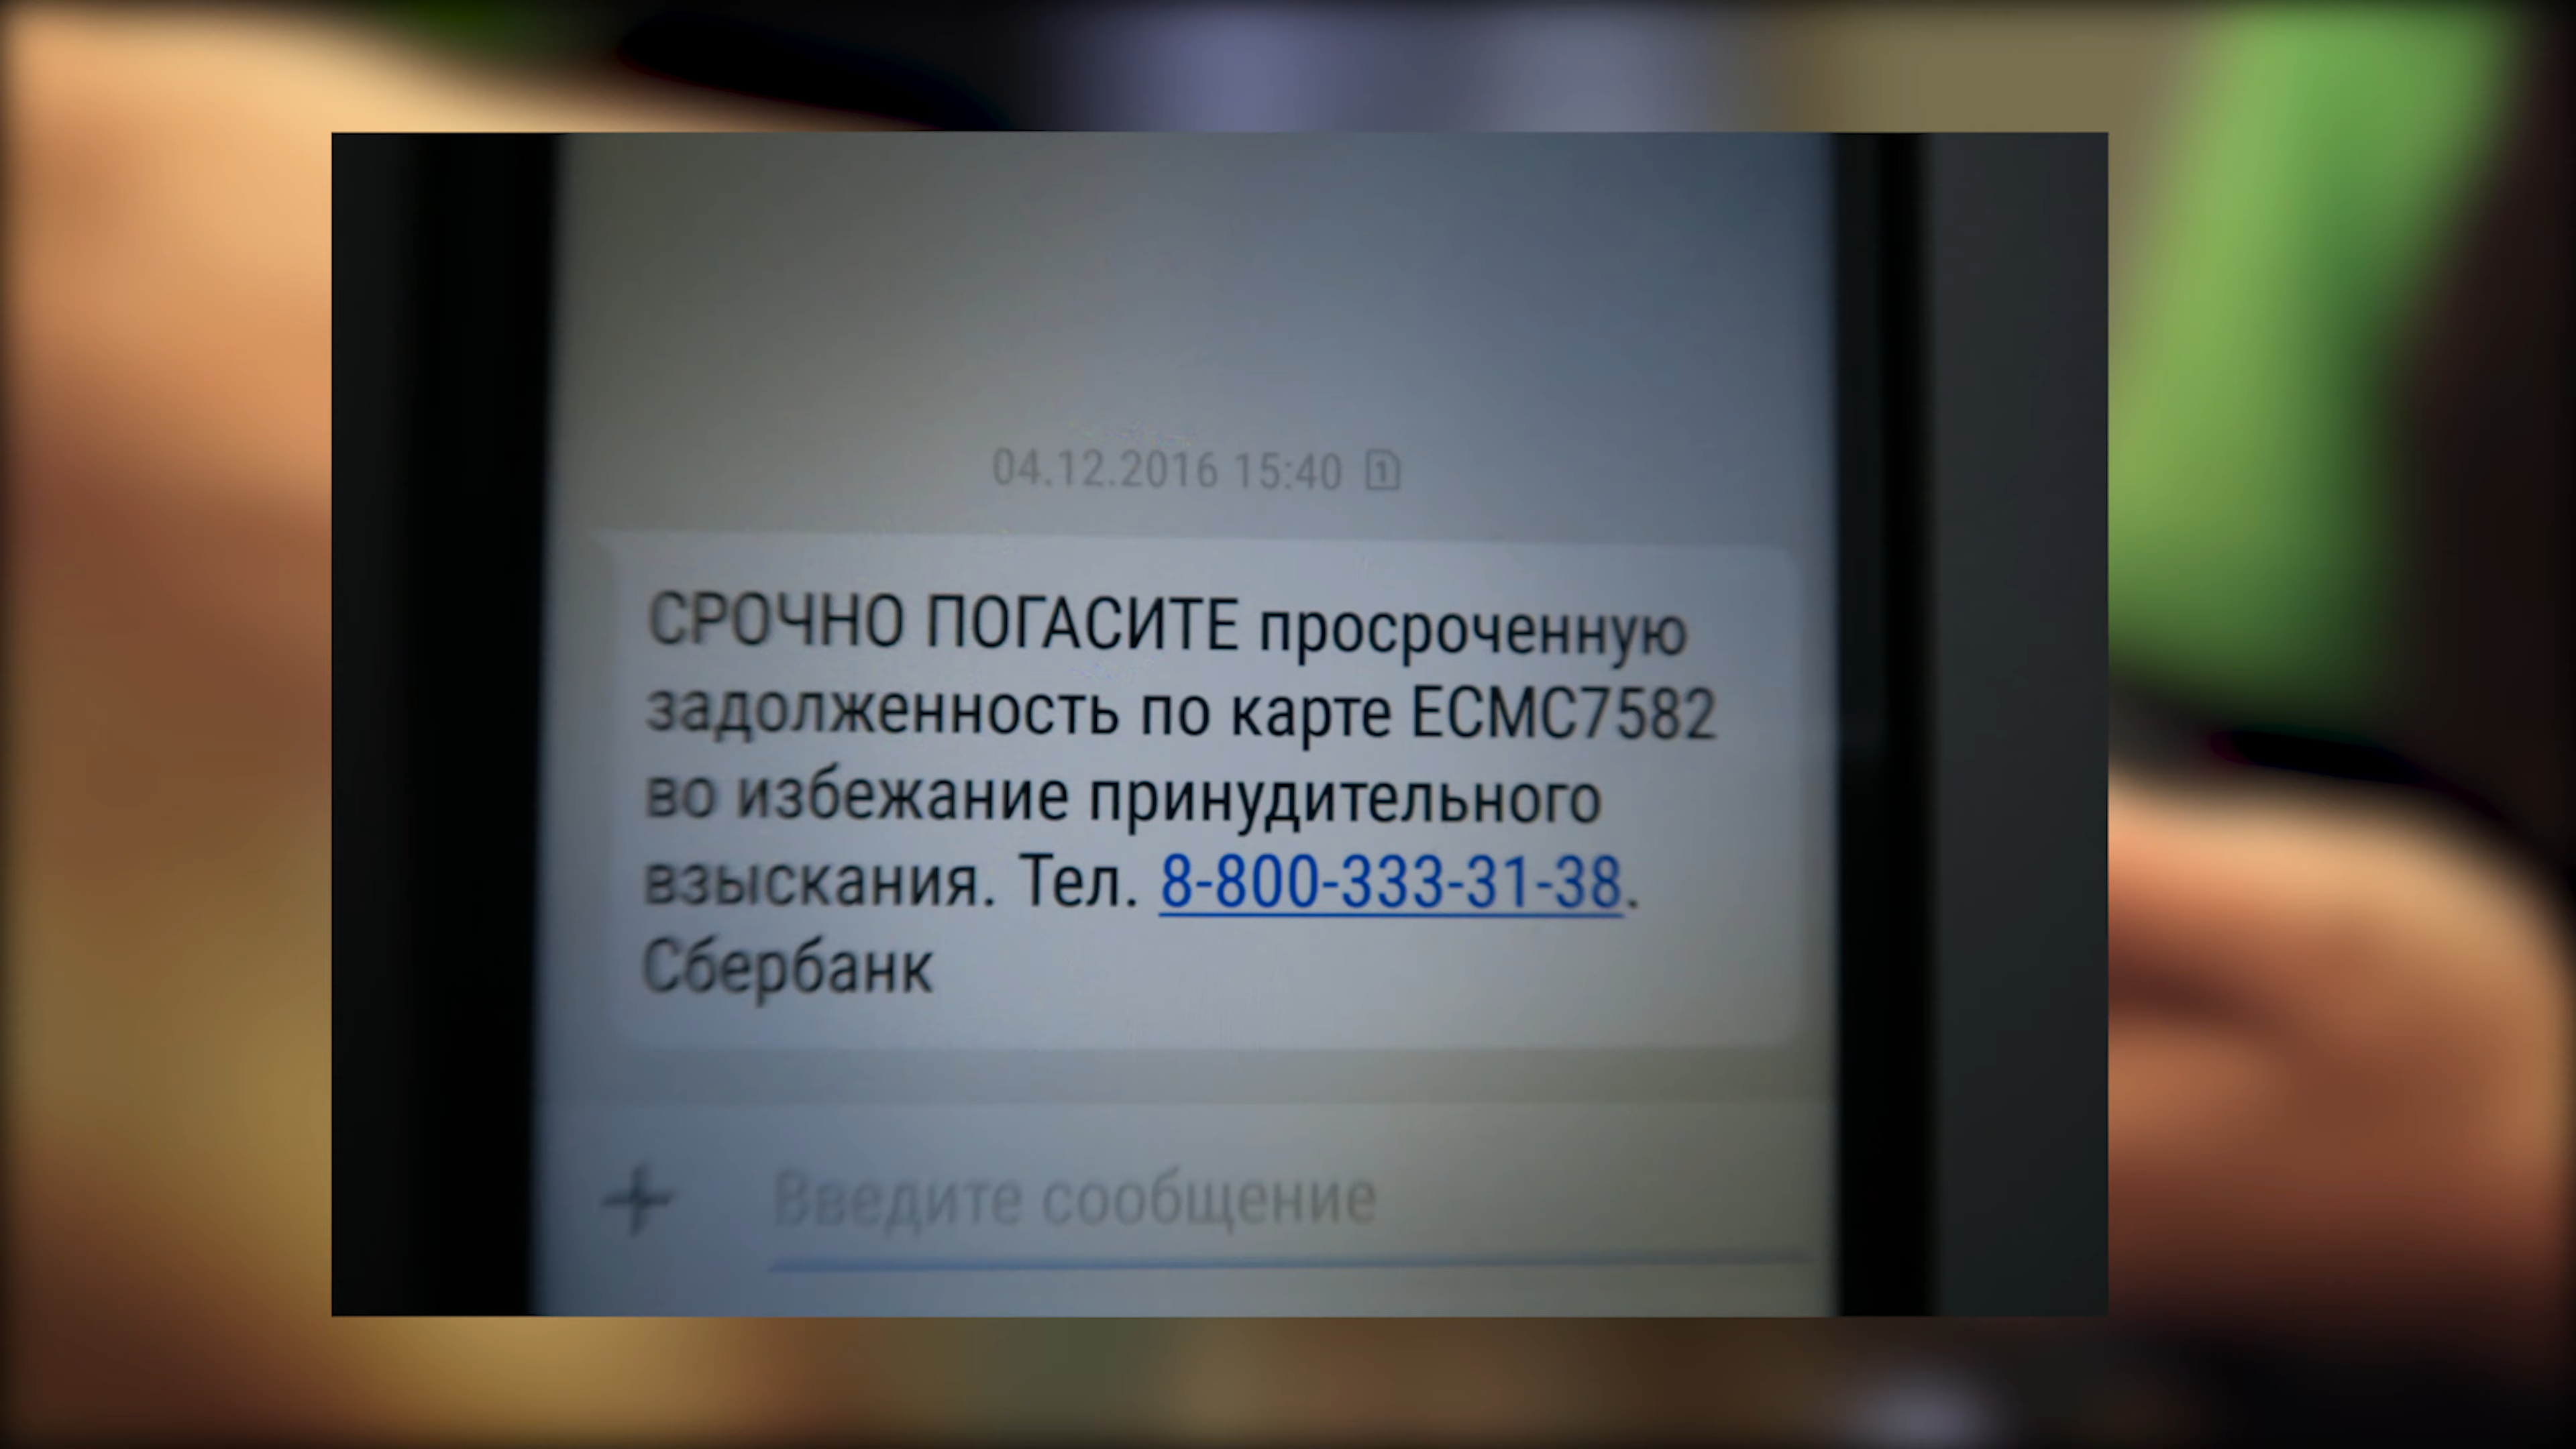 04.12.2016 15:40 1
СРОЧНО ПОГАСИТЕ просроченную
задолженность по карте ECMC7582
во избежание принудительного
взыскания. Тел. 8-800-333-31-38.
Сбербанк
+ Введите сообщение